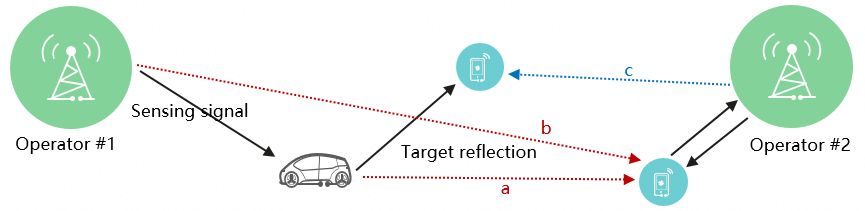 c
Sensing signal
b
Operator #1
Target reflection
Operator #2
a